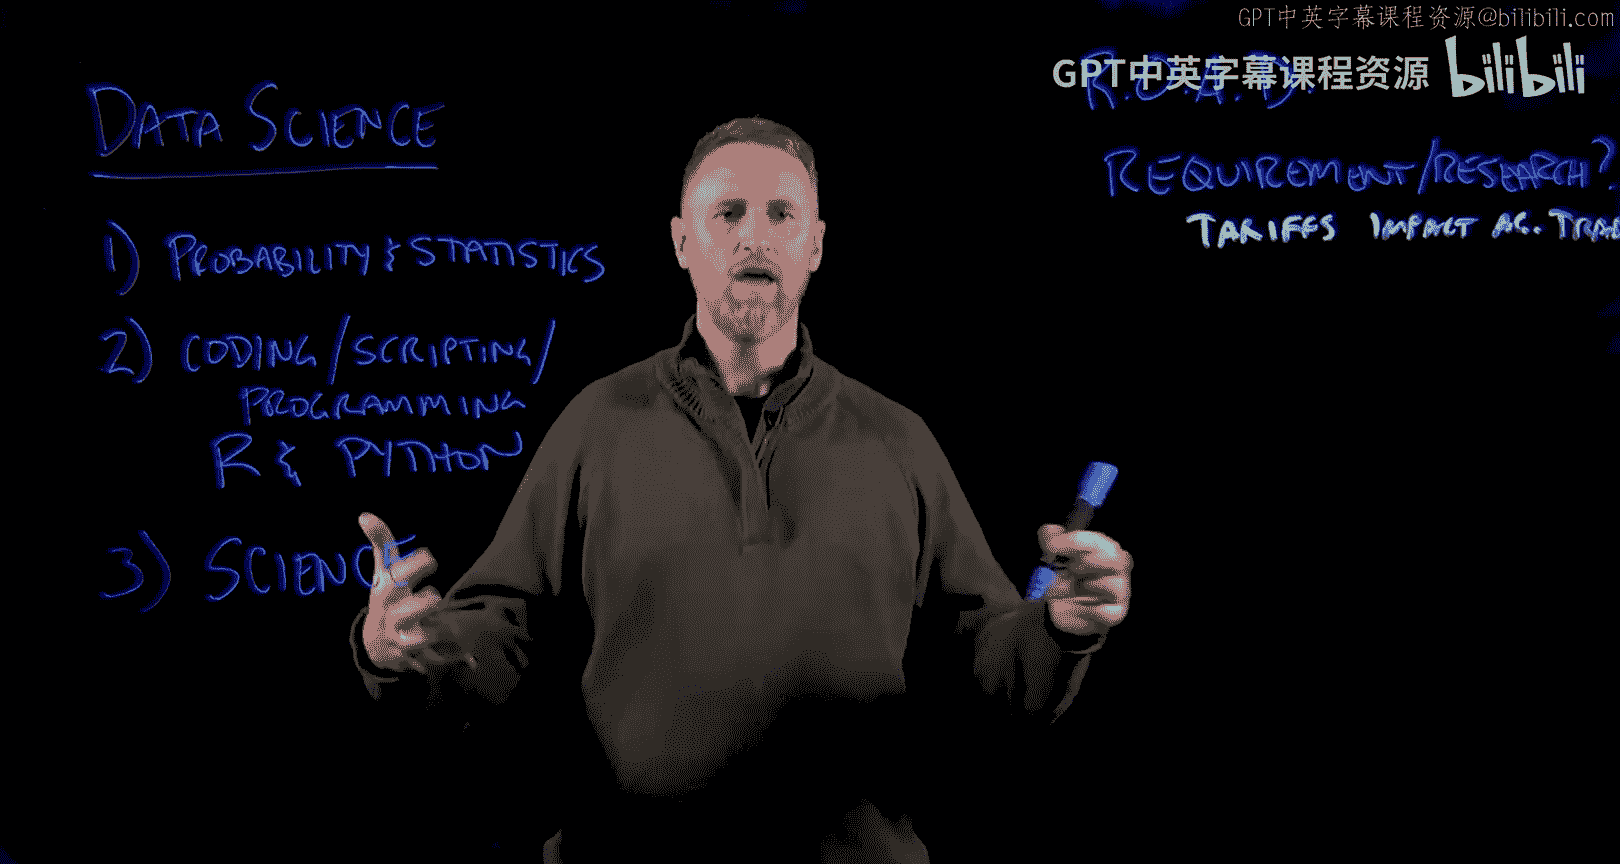 GPT中英字幕课程资源@bilibili.com
GPT中英字幕课程资源 bilibili
R.O.A.D.
DATA SCIENCE
1) PROBABILITY & STATISTICS
2) CODING/SCRIPTING/
PROGRAMMING
R & PYTHON
3) SCIENCE
REQUIREMENT/RESEARCH?
TARIFFS IMPACT AG.